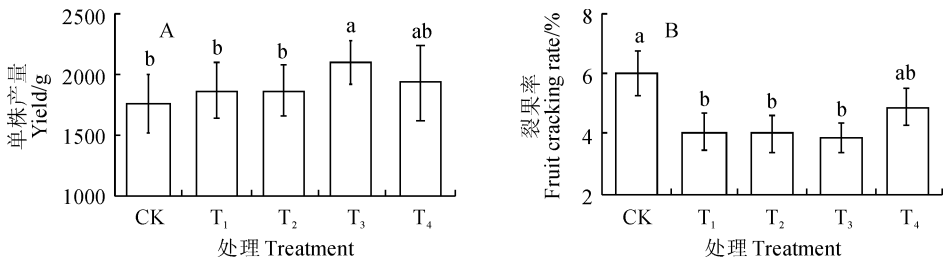 A
单株产量
Yield/g
2500
2000
1500
1000
b
b
b
a
ab
CK
T₁
T₂
T₃
T₄
处理 Treatment
B
裂果率
Fruit cracking rate/%
8
6
4
2
a
b
b
b
ab
CK
T₁
T₂
T₃
T₄
处理 Treatment